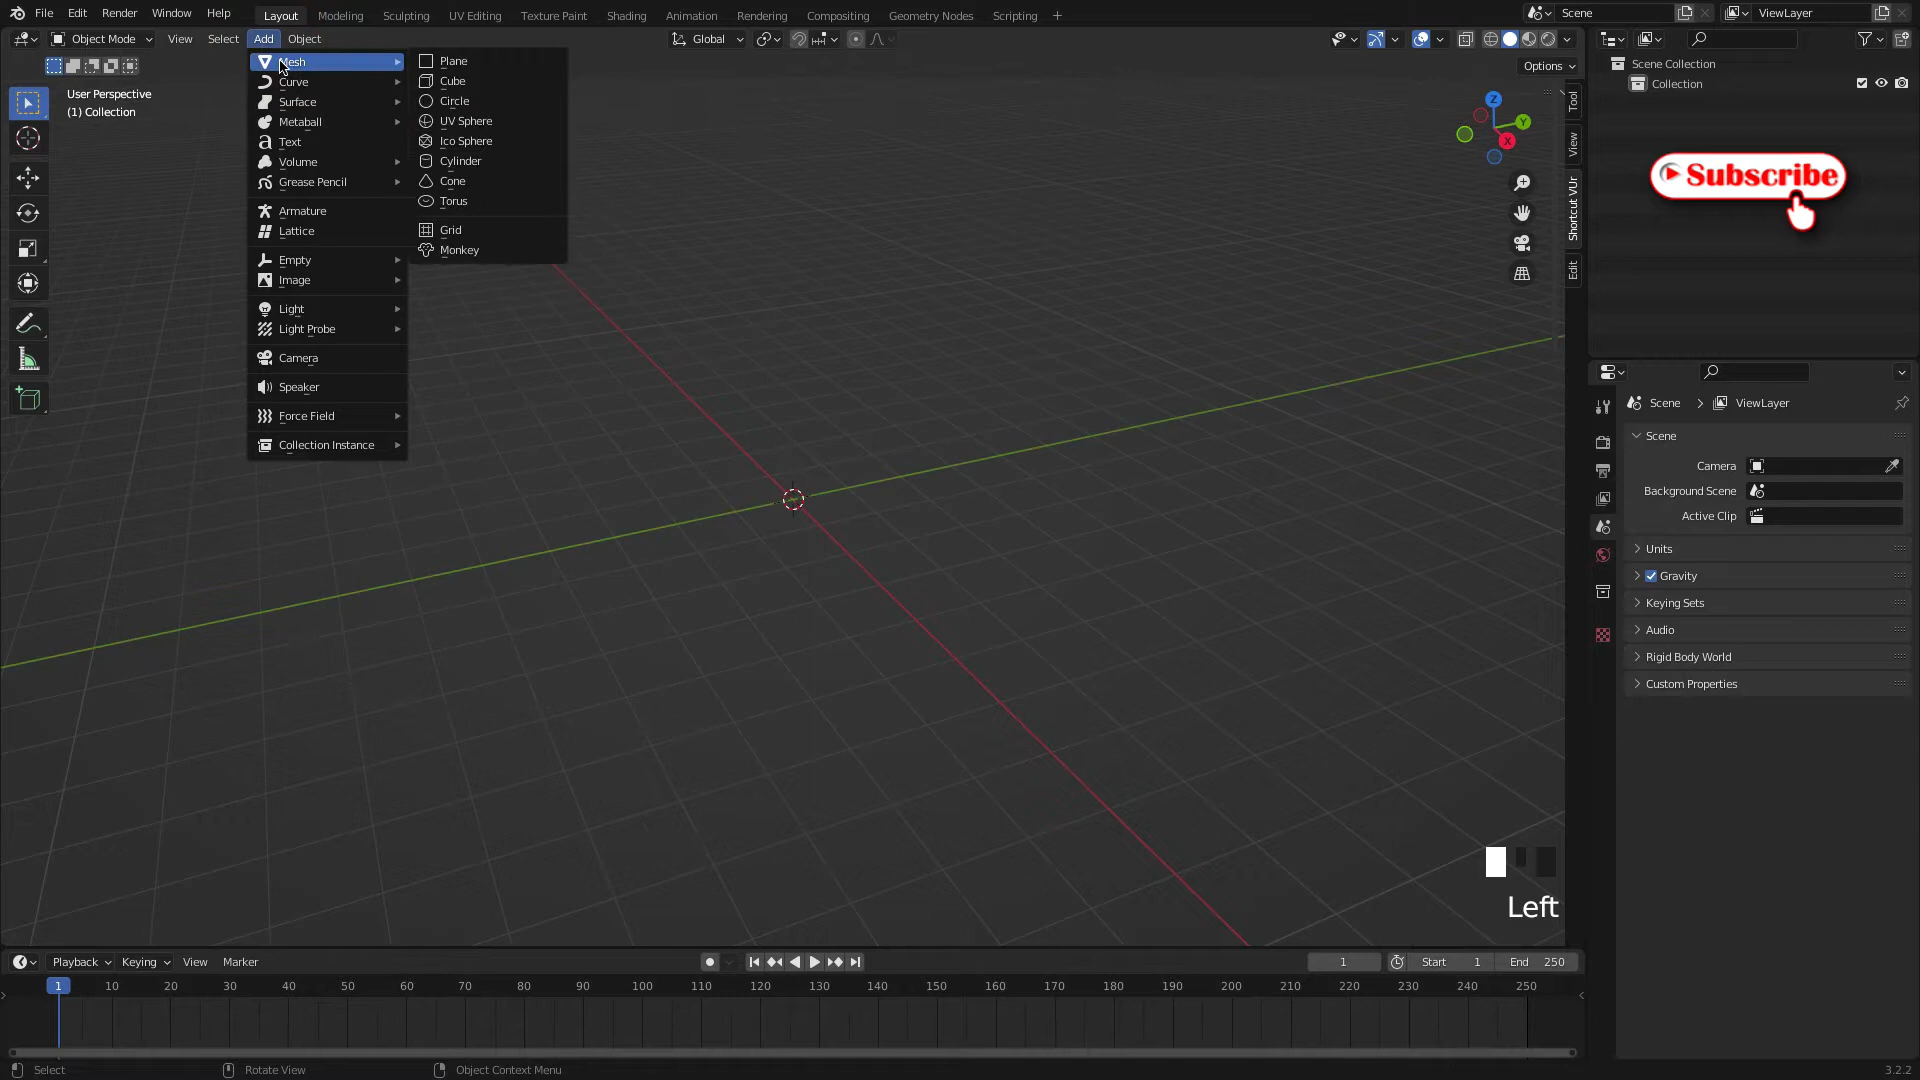 File Edit Render Window Help Layout Modeling Sculpting UV Editing Texture Paint Shading Animation Rendering Compositing Geometry Nodes Scripting + Scene ViewLayer
Object Mode View Select Add Object Global
Options
User Perspective
(1) Collection
Mesh
Curve
Surface
Metaball
Text
Volume
Grease Pencil
Armature
Lattice
Empty
Image
Light
Light Probe
Camera
Speaker
Force Field
Collection Instance
Plane
Cube
Circle
UV Sphere
Ico Sphere
Cylinder
Cone
Torus
Grid
Monkey
Z
Y
X
Tool
View
Shortcut VUr
Edit
Scene Collection
Collection
Subscribe
Scene > ViewLayer
Scene
Camera
Background Scene
Active Clip
Units
Gravity
Keying Sets
Audio
Rigid Body World
Custom Properties
Left
Playback Keying View Marker 1 Start 1 End 250
1 10 20 30 40 50 60 70 80 90 100 110 120 130 140 150 160 170 180 190 200 210 220 230 240 250
Select Rotate View Object Context Menu 3.2.2